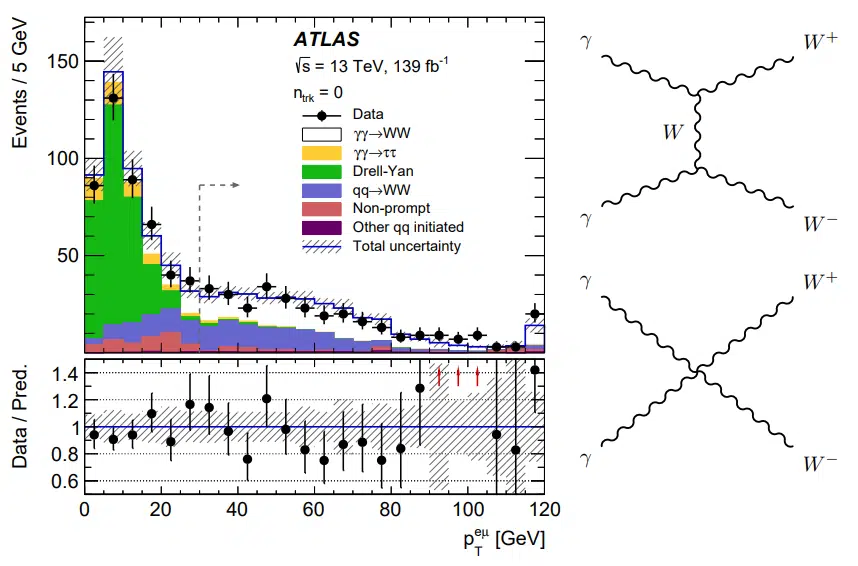 Events / 5 GeV
150
100
50
ATLAS
√s = 13 TeV, 139 fb⁻¹
n_trk = 0
Data
γγ→WW
γγ→ττ
Drell-Yan
qq→WW
Non-prompt
Other qq initiated
Total uncertainty
Data / Pred.
1.4
1.2
1
0.8
0.6
0 20 40 60 80 100 120
p_T^eμ [GeV]
γ W⁺
W
γ W⁻
γ W⁺
γ W⁻